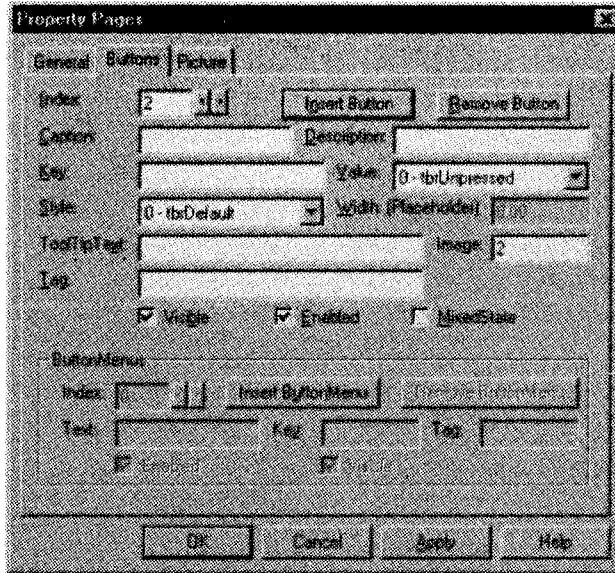 Property Pages
General Buttons Picture
Index: 2 Insert Button Remove Button
Caption: Description:
Key: Value: 0 - tbrUnpressed
Style: 0 - tbrDefault Width: (Placeholder) 0.00
ToolTipText: Image: 2
Tag:
Visible Enabled MixedState
ButtonMenus
Index: 0 Insert ButtonMenu
Text: Key: Tag:
Enabled Visible
OK Cancel Apply Help